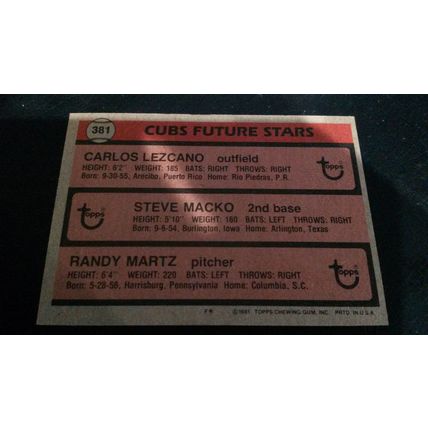 381 CUBS FUTURE STARS
CARLOS LEZCANO outfield
HEIGHT: 6'2" WEIGHT: 185 BATS: RIGHT THROWS: RIGHT
Born: 9-30-55, Arecibo, Puerto Rico Home: Rio Piedras, P.R.
Topps®
STEVE MACKO 2nd base
HEIGHT: 5'10" WEIGHT: 160 BATS: LEFT THROWS: RIGHT
Born: 9-6-54, Burlington, Iowa Home: Arlington, Texas
Topps®
RANDY MARTZ pitcher
HEIGHT: 6'4" WEIGHT: 220 BATS: LEFT THROWS: RIGHT
Born: 5-28-56, Harrisburg, Pennsylvania Home: Columbia, S.C.
Topps®
©1981 TOPPS CHEWING GUM, INC. PRTD. IN U.S.A.